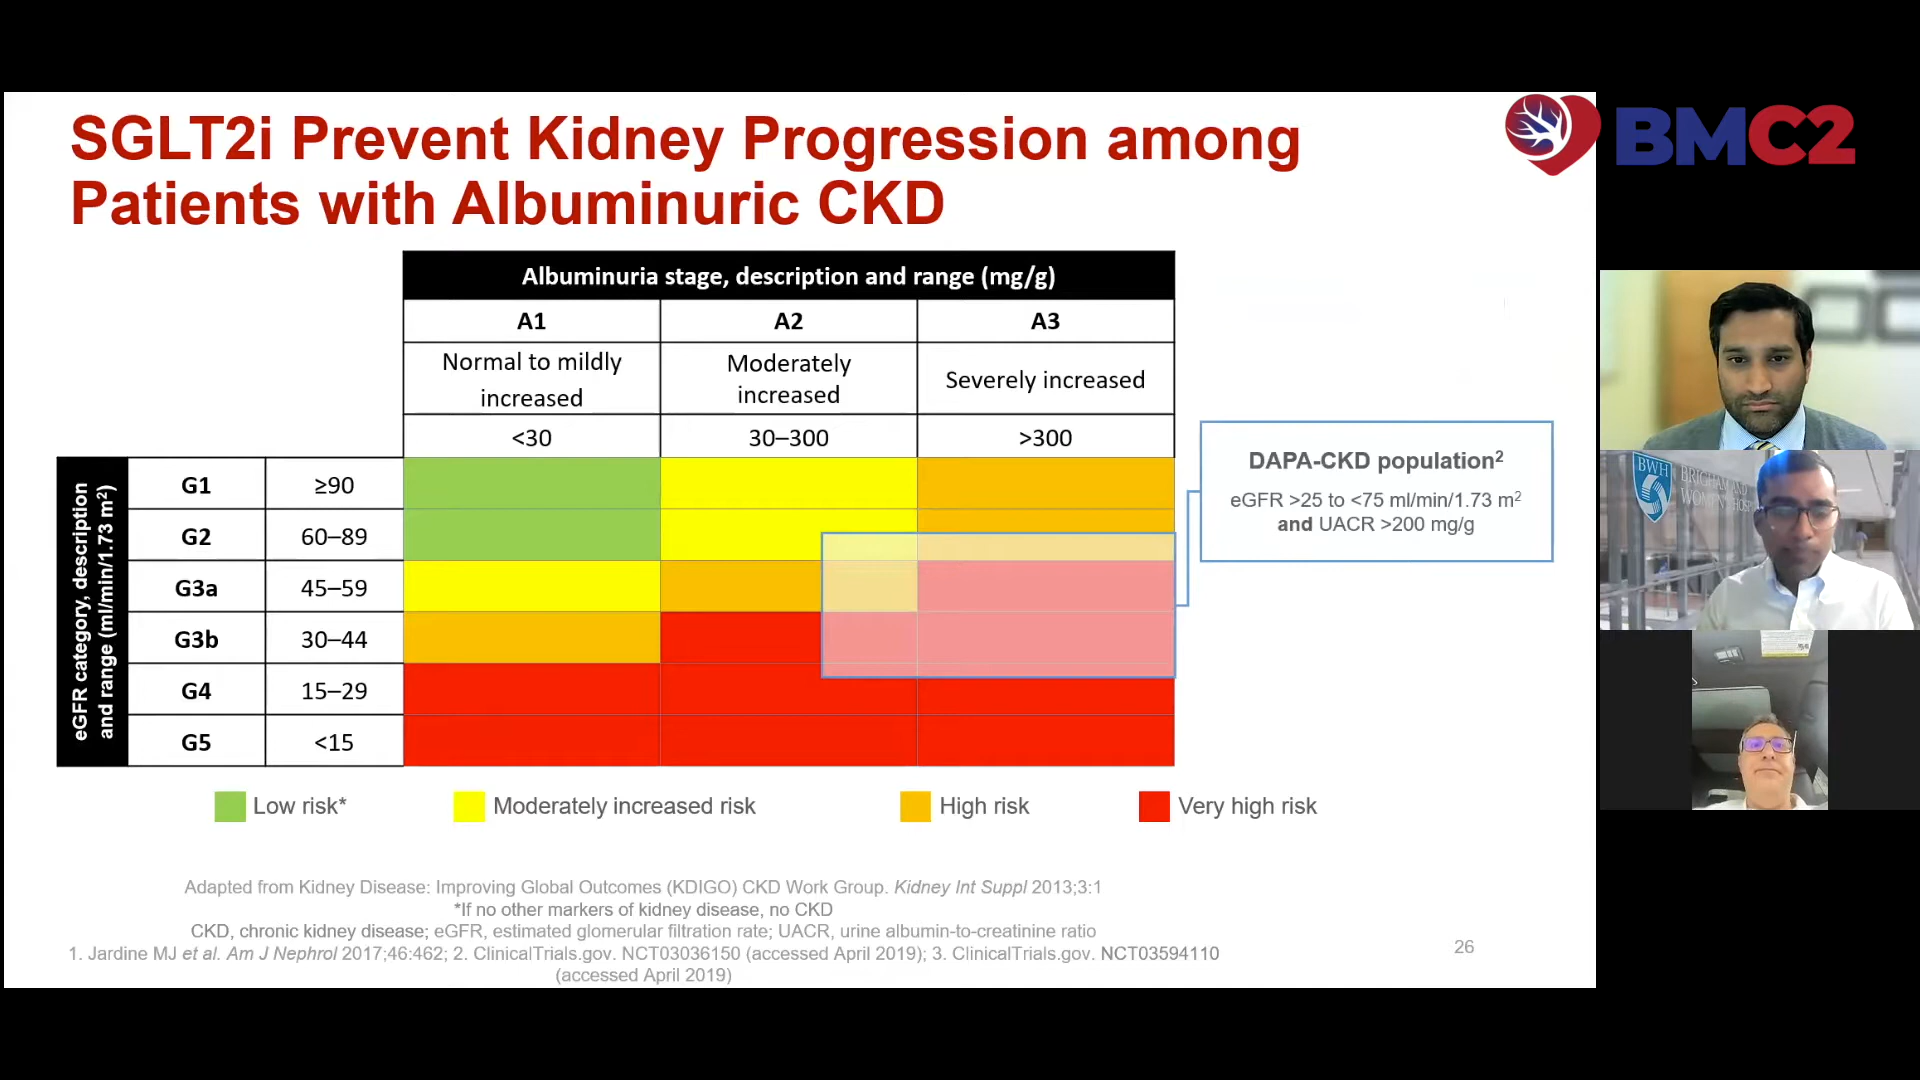 SGLT2i Prevent Kidney Progression among
Patients with Albuminuric CKD
BMC2
Albuminuria stage, description and range (mg/g)
A1
A2
A3
Normal to mildly
increased
Moderately
increased
Severely increased
<30
30–300
>300
eGFR category, description
and range (ml/min/1.73 m²)
G1
≥90
G2
60–89
G3a
45–59
G3b
30–44
G4
15–29
G5
<15
DAPA-CKD population²
eGFR >25 to <75 ml/min/1.73 m²
and UACR >200 mg/g
Low risk*
Moderately increased risk
High risk
Very high risk
Adapted from Kidney Disease: Improving Global Outcomes (KDIGO) CKD Work Group. Kidney Int Suppl 2013;3:1
*If no other markers of kidney disease, no CKD
CKD, chronic kidney disease; eGFR, estimated glomerular filtration rate; UACR, urine albumin-to-creatinine ratio
1. Jardine MJ et al. Am J Nephrol 2017;46:462; 2. ClinicalTrials.gov. NCT03036150 (accessed April 2019); 3. ClinicalTrials.gov. NCT03594110
(accessed April 2019)
26
BWH
BRIGHAM AND
WOMEN'S